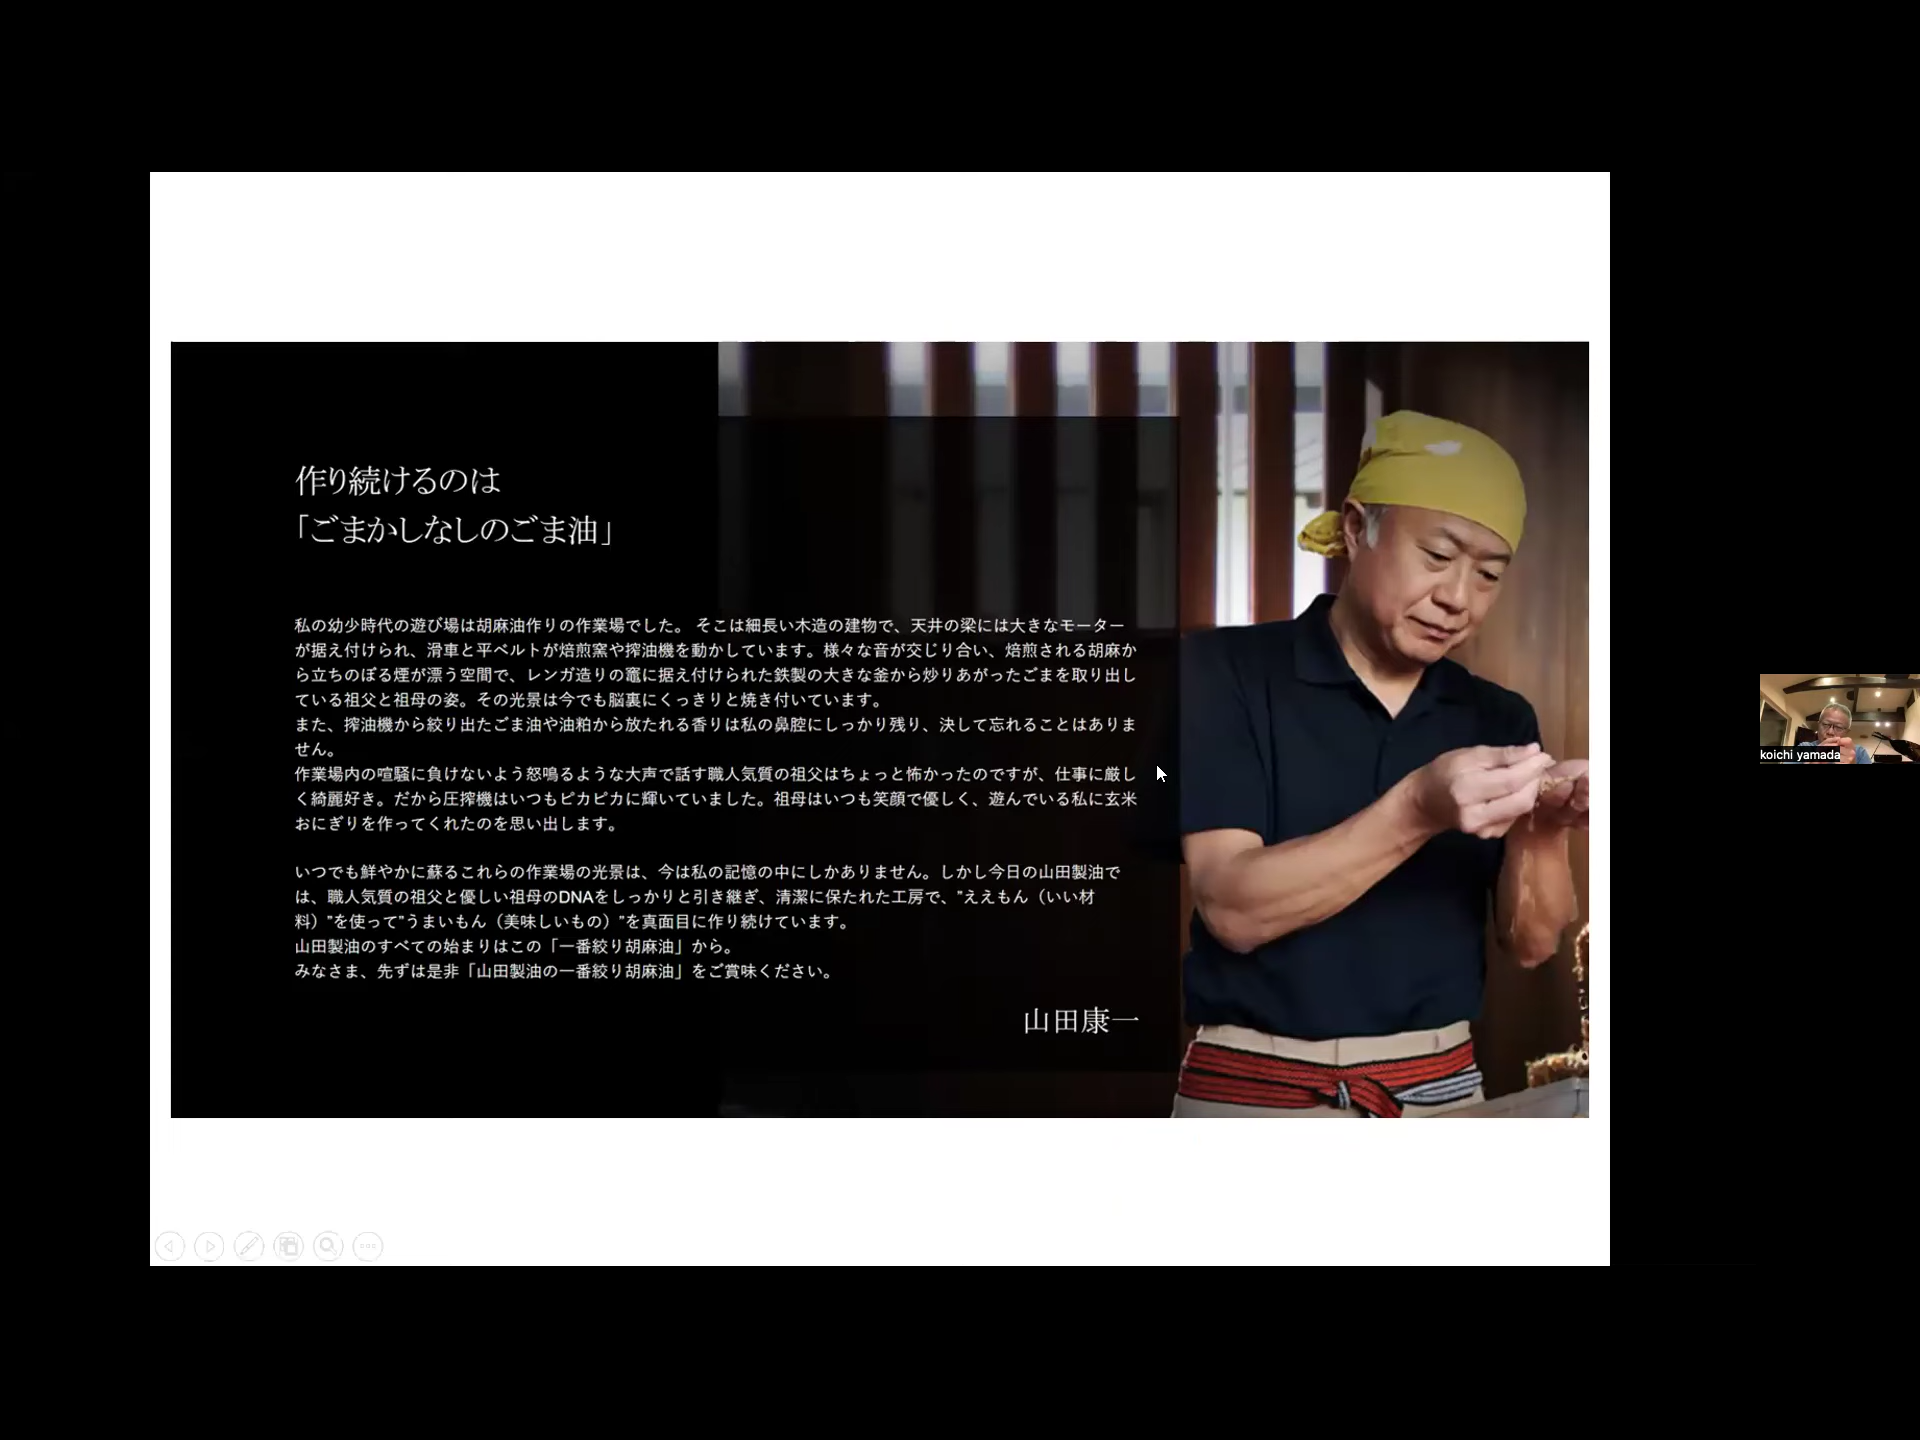 作り続けるのは
「ごまかしなしのごま油」
私の幼少時代の遊び場は胡麻油作りの作業場でした。 そこは細長い木造の建物で、天井の梁には大きなモーター
が据え付けられ、滑車と平ベルトが焙煎窯や搾油機を動かしています。様々な音が交じり合い、焙煎される胡麻か
ら立ちのぼる煙が漂う空間で、レンガ造りの竈に据え付けられた鉄製の大きな釜から炒りあがったごまを取り出し
ている祖父と祖母の姿。その光景は今でも脳裏にくっきりと焼き付いています。
また、搾油機から絞り出たごま油や油粕から放たれる香りは私の鼻腔にしっかり残り、決して忘れることはありま
せん。
作業場内の喧騒に負けないよう怒鳴るような大声で話す職人気質の祖父はちょっと怖かったのですが、仕事に厳し
く綺麗好き。だから圧搾機はいつもピカピカに輝いていました。祖母はいつも笑顔で優しく、遊んでいる私に玄米
おにぎりを作ってくれたのを思い出します。
いつでも鮮やかに蘇るこれらの作業場の光景は、今は私の記憶の中にしかありません。しかし今日の山田製油で
は、職人気質の祖父と優しい祖母のDNAをしっかりと引き継ぎ、清潔に保たれた工房で、"ええもん（いい材
料）"を使って"うまいもん（美味しいもの）"を真面目に作り続けています。
山田製油のすべての始まりはこの「一番絞り胡麻油」から。
みなさま、先ずは是非「山田製油の一番絞り胡麻油」をご賞味ください。
山田康一
koichi yamada